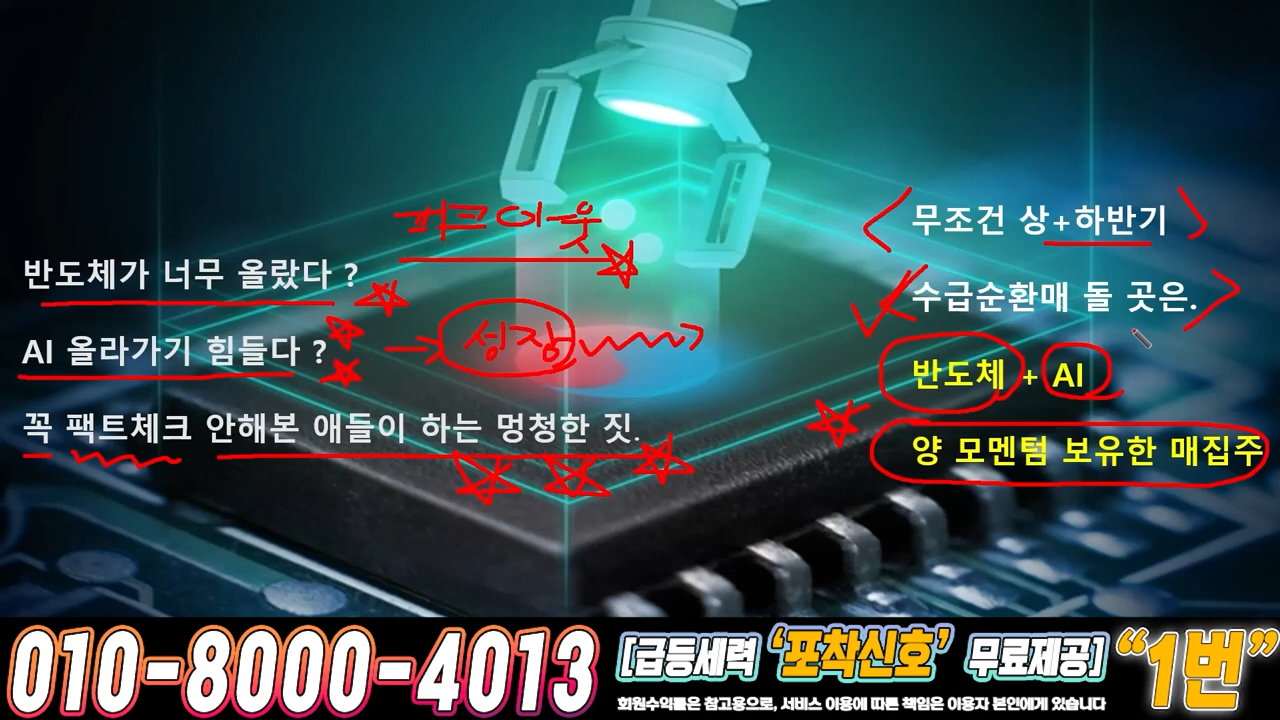 피크아웃
반도체가 너무 올랐다 ?
AI 올라가기 힘들다 ?
성장
꼭 팩트체크 안해본 애들이 하는 멍청한 짓.
무조건 상+하반기
수급순환매 돌 곳은.
반도체 + AI
양 모멘텀 보유한 매집주
010-8000-4013
[급등세력 '포착신호' 무료제공] "1번"
회원수익률은 참고용으로, 서비스 이용에 따른 책임은 이용자 본인에게 있습니다